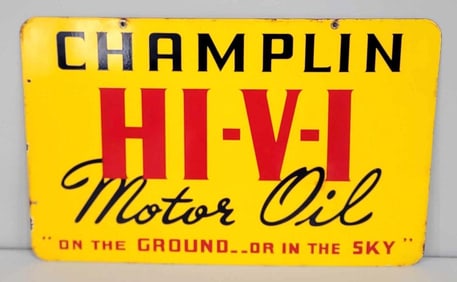 CHAMPLIN
HI-V-I
Motor Oil
"ON THE GROUND--OR IN THE SKY"